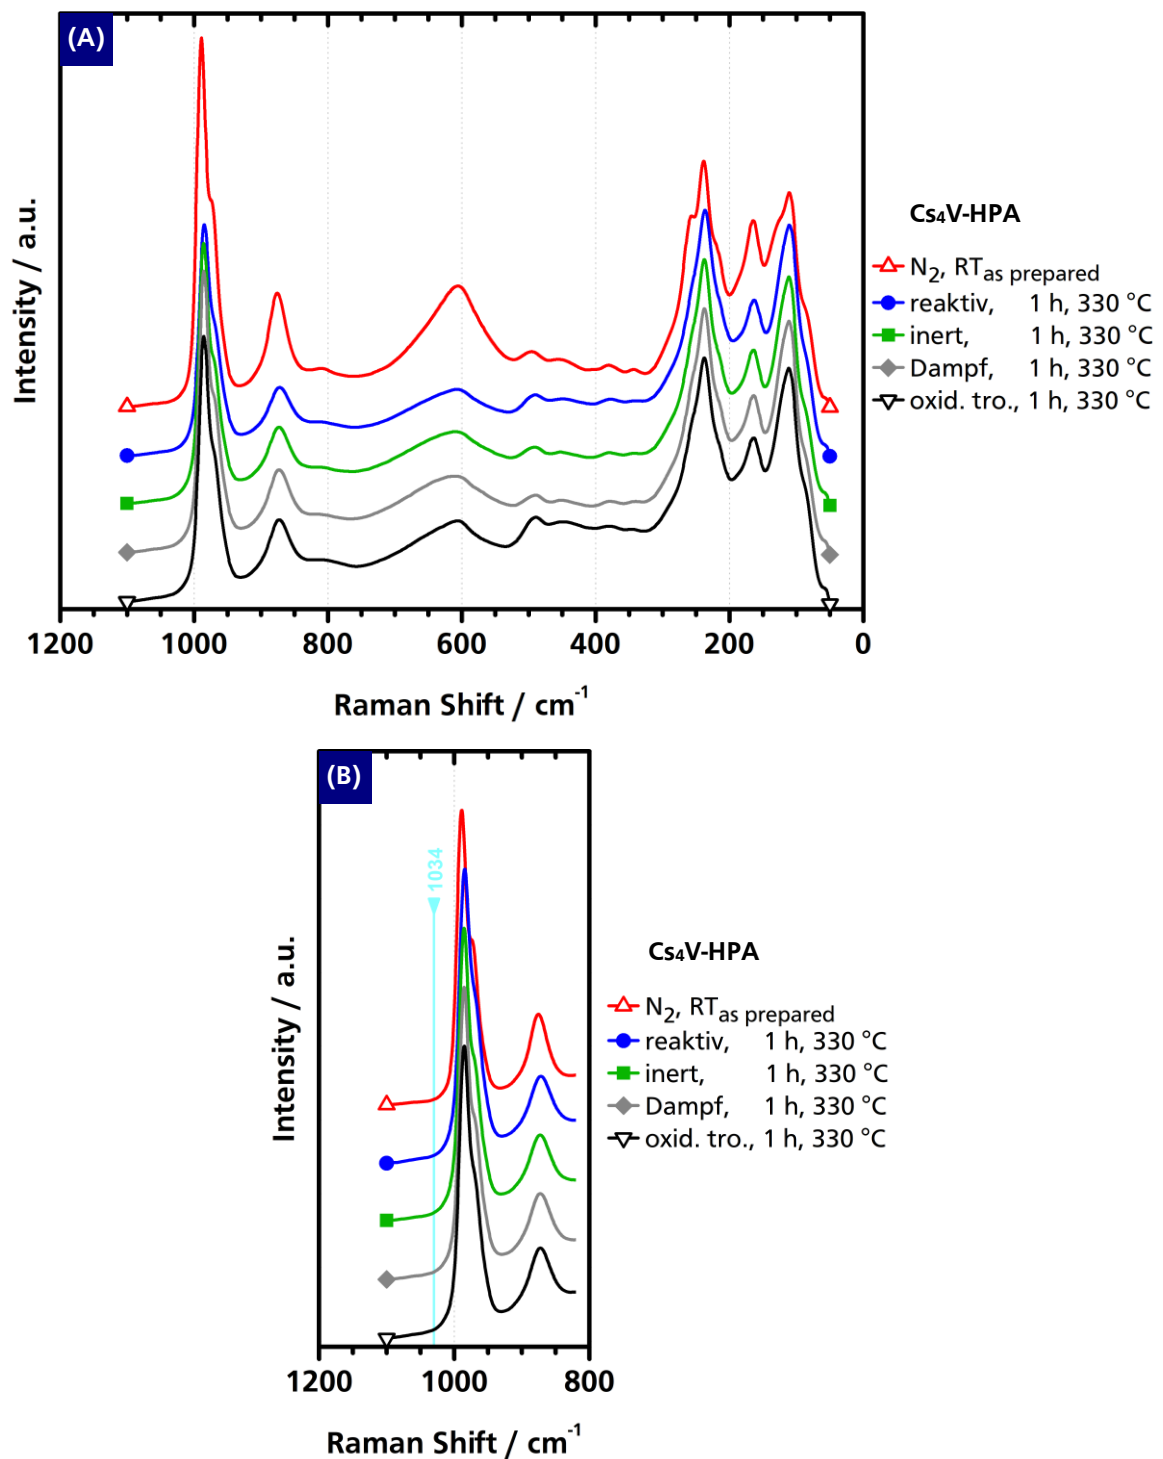 (A)
Intensity / a.u.
Cs₄V-HPA
N₂, RTas prepared
reaktiv, 1 h, 330 °C
inert, 1 h, 330 °C
Dampf, 1 h, 330 °C
oxid. tro., 1 h, 330 °C
1200 1000 800 600 400 200 0
Raman Shift / cm⁻¹
(B)
1034
Intensity / a.u.
Cs₄V-HPA
N₂, RTas prepared
reaktiv, 1 h, 330 °C
inert, 1 h, 330 °C
Dampf, 1 h, 330 °C
oxid. tro., 1 h, 330 °C
1200 1000 800
Raman Shift / cm⁻¹